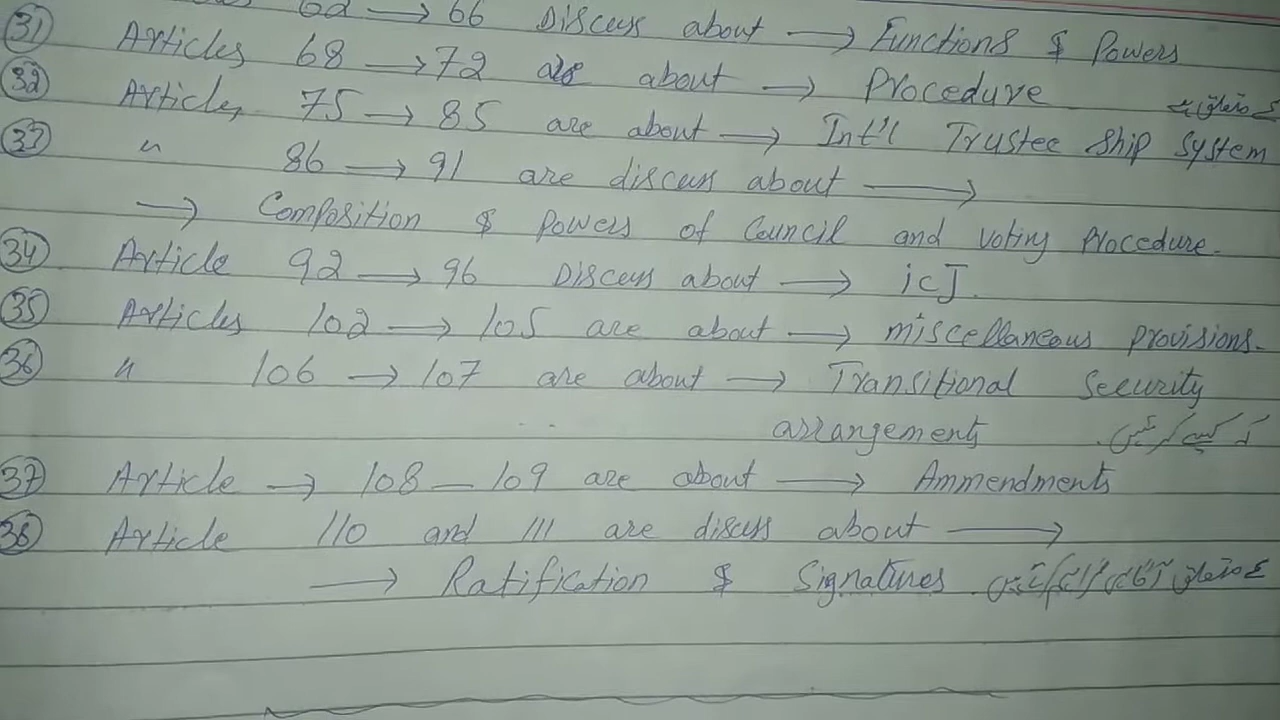 62 → 66 Discuss about → Functions & Powers
(31) Articles 68 → 72 are about → Procedure
(32) Articles 75 → 85 are about → Int'l Trustee Ship System
(33) " 86 → 91 are discuss about →
→ Composition & Powers of Council and Voting Procedure.
(34) Article 92 → 96 Discuss about → icJ.
(35) Articles 102 → 105 are about → miscellaneous provisions.
(36) " 106 → 107 are about → Transitional Security
arrangements
(37) Article → 108 — 109 are about → Ammendments
(38) Article 110 and 111 are discuss about →
→ Ratification & Signatures